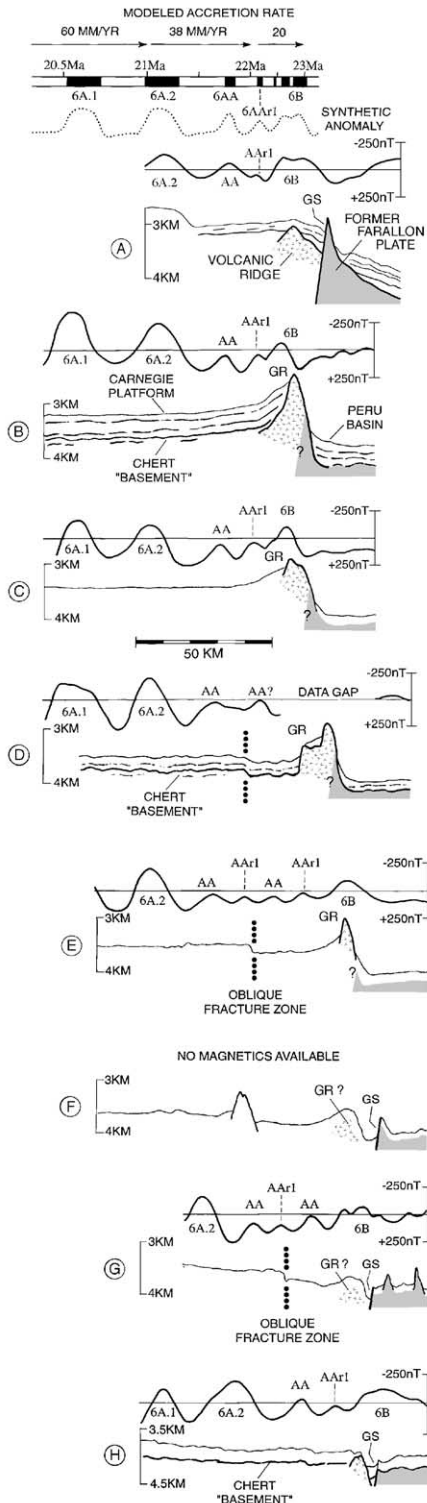 MODELED ACCRETION RATE
60 MM/YR 38 MM/YR 20
20.5Ma 21Ma 22Ma 23Ma
6A.1 6A.2 6AA 6B
6AAr1
SYNTHETIC
ANOMALY
-250nT
AAr1
6A.2 AA 6B
+250nT
GS FORMER
FARALLON
PLATE
3KM
VOLCANIC
RIDGE
A
4KM
6B
-250nT
AA AAr1
6A.1 6A.2
GR
+250nT
3KM
CARNEGIE
PLATFORM
PERU
BASIN
B
4KM
CHERT
"BASEMENT"
?
-250nT
AAr1 6B
AA
6A.1 6A.2
+250nT
3KM
GR
C
4KM
?
50 KM
-250nT
AA AA? DATA GAP
6A.1 6A.2
+250nT
3KM
GR
D
4KM
CHERT
"BASEMENT"
?
-250nT
AAr1 AAr1
AA AA
6A.2 6B
+250nT
3KM
GR
E
4KM
?
OBLIQUE
FRACTURE ZONE
NO MAGNETICS AVAILABLE
3KM
F
GR ? GS
4KM
-250nT
AAr1
AA AA
6A.2 6B
+250nT
3KM
G
GR ? GS
4KM
OBLIQUE
FRACTURE ZONE
-250nT
AAr1
AA
6A.1 6A.2 6B
+250nT
3.5KM
H
GS
4.5KM
CHERT
"BASEMENT"